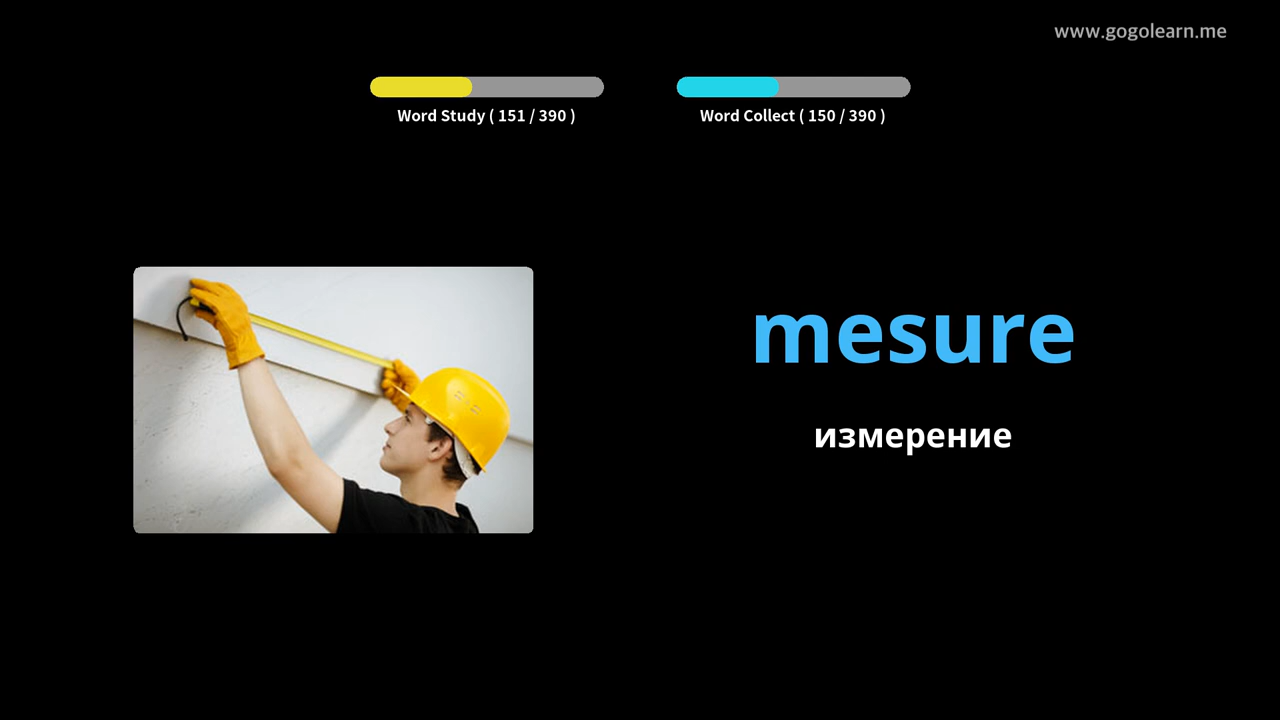 www.gogolearn.me
Word Study ( 151 / 390 )
Word Collect ( 150 / 390 )
mesure
измерение